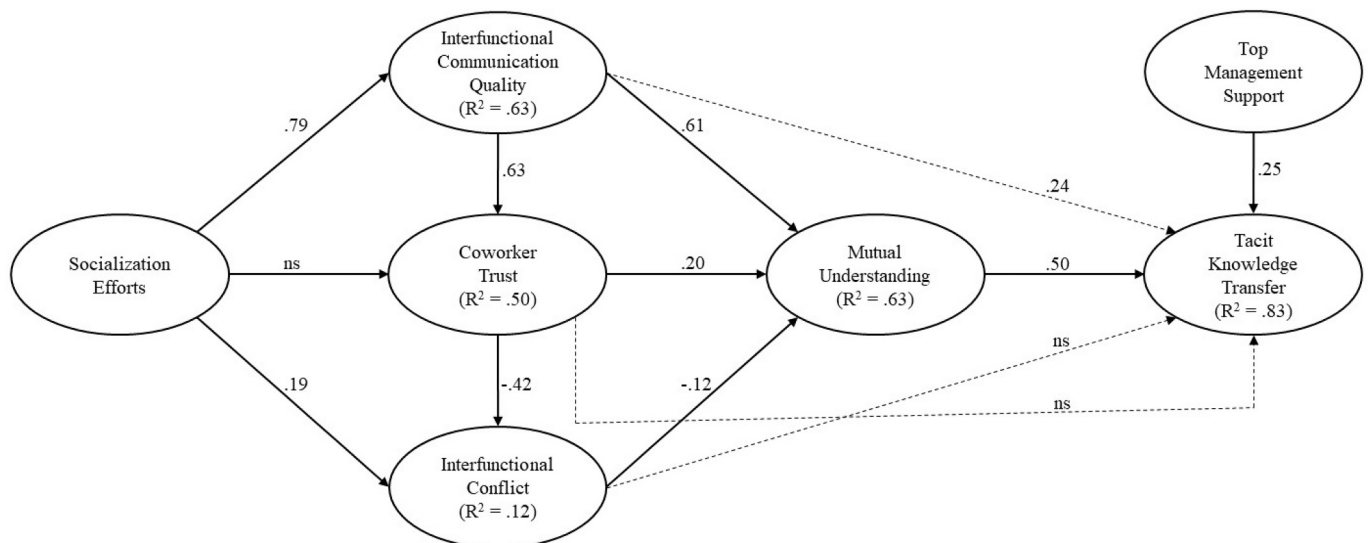 Interfunctional
Communication
Quality
(R² = .63)
Top
Management
Support
.79
.61
.63
.24
.25
Socialization
Efforts
ns
Coworker
Trust
(R² = .50)
.20
Mutual
Understanding
(R² = .63)
.50
Tacit
Knowledge
Transfer
(R² = .83)
ns
.19
-.42
-.12
ns
Interfunctional
Conflict
(R² = .12)